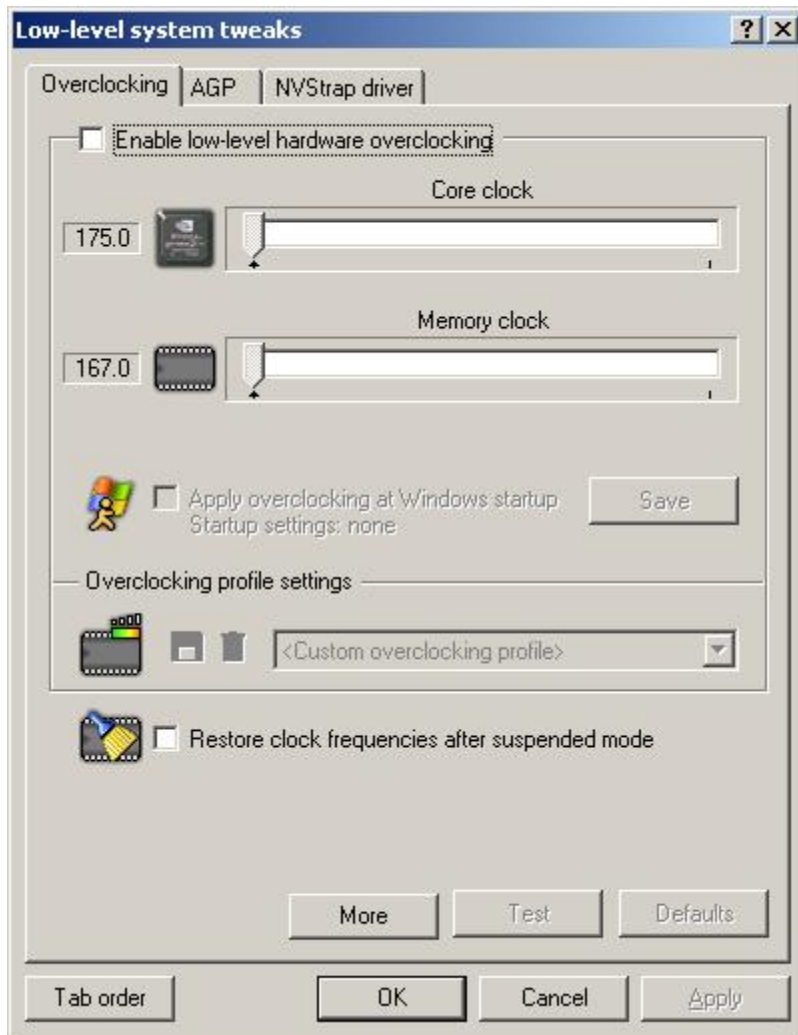 Low-level system tweaks
Overclocking AGP NVStrap driver
Enable low-level hardware overclocking
Core clock
175.0
Memory clock
167.0
Apply overclocking at Windows startup
Startup settings: none
Save
Overclocking profile settings
<Custom overclocking profile>
Restore clock frequencies after suspended mode
More Test Defaults
Tab order OK Cancel Apply